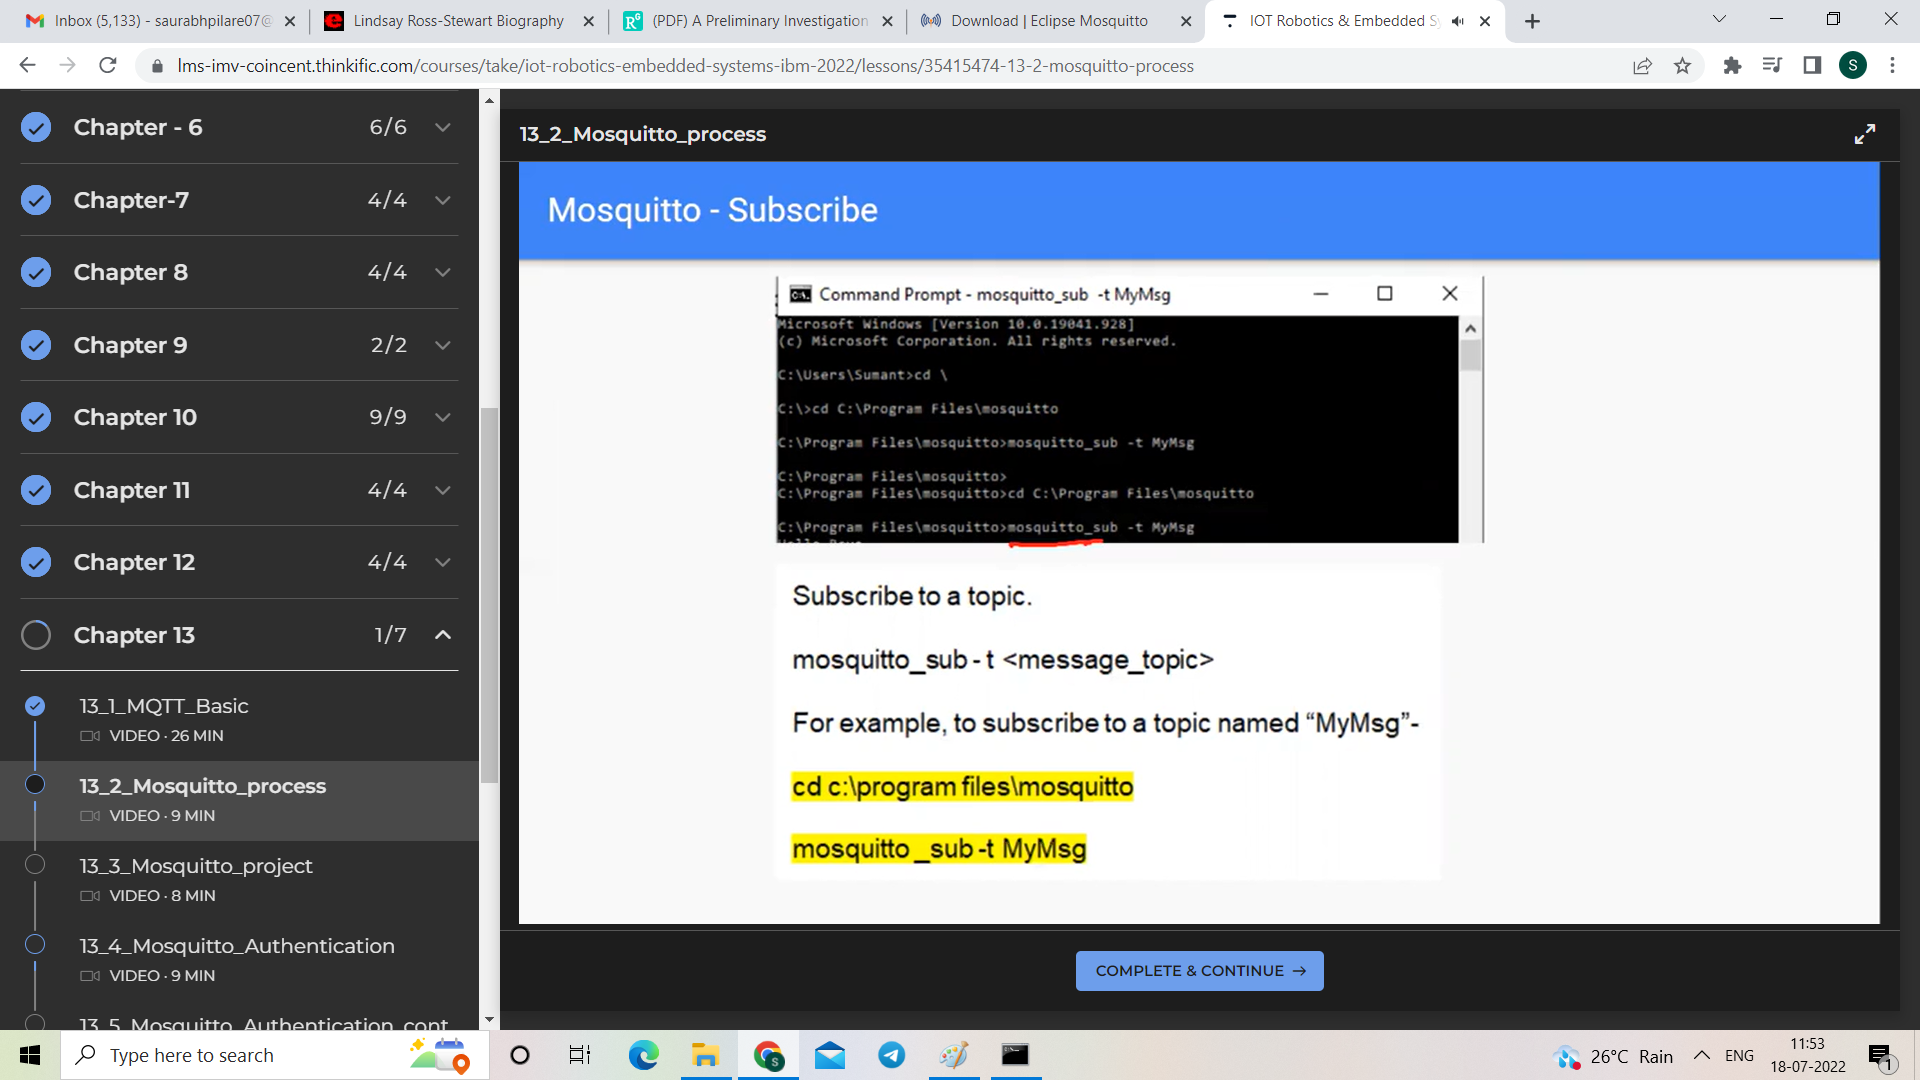 Inbox (5,133) - saurabhpilare07@
Lindsay Ross-Stewart Biography
(PDF) A Preliminary Investigation
Download | Eclipse Mosquitto
IOT Robotics & Embedded Sy
lms-imv-coincent.thinkific.com/courses/take/iot-robotics-embedded-systems-ibm-2022/lessons/35415474-13-2-mosquitto-process
S
Chapter - 6 6/6
Chapter-7 4/4
Chapter 8 4/4
Chapter 9 2/2
Chapter 10 9/9
Chapter 11 4/4
Chapter 12 4/4
Chapter 13 1/7
13_1_MQTT_Basic
VIDEO · 26 MIN
13_2_Mosquitto_process
VIDEO · 9 MIN
13_3_Mosquitto_project
VIDEO · 8 MIN
13_4_Mosquitto_Authentication
VIDEO · 9 MIN
13_5_Mosquitto_Authentication_cont
13_2_Mosquitto_process
Mosquitto - Subscribe
Command Prompt - mosquitto_sub -t MyMsg
Microsoft Windows [Version 10.0.19041.928]
(c) Microsoft Corporation. All rights reserved.
C:\Users\Sumant>cd \
C:\>cd C:\Program Files\mosquitto
C:\Program Files\mosquitto>mosquitto_sub -t MyMsg
C:\Program Files\mosquitto>
C:\Program Files\mosquitto>cd C:\Program Files\mosquitto
C:\Program Files\mosquitto>mosquitto_sub -t MyMsg
Subscribe to a topic.
mosquitto_sub - t <message_topic>
For example, to subscribe to a topic named “MyMsg”-
cd c:\program files\mosquitto
mosquitto _sub -t MyMsg
COMPLETE & CONTINUE →
Type here to search
26°C Rain
ENG
11:53
18-07-2022
1